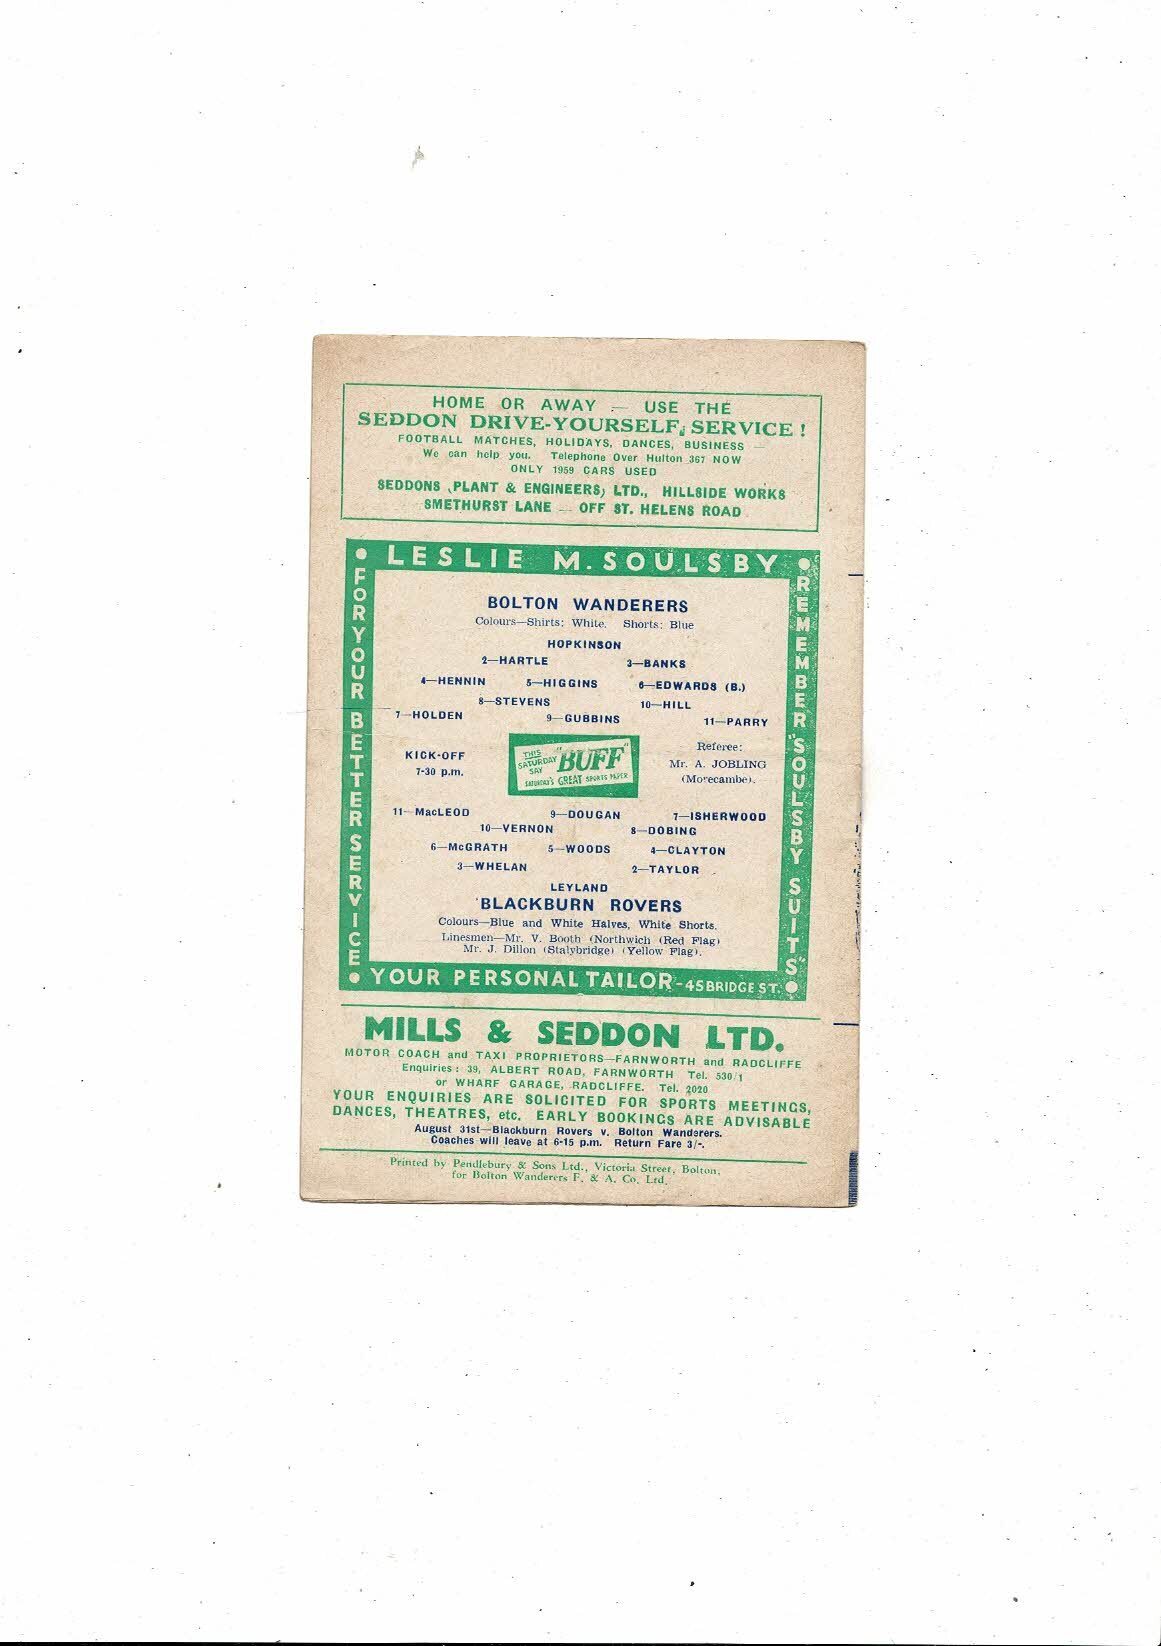 HOME OR AWAY — USE THE
SEDDON DRIVE-YOURSELF SERVICE !
FOOTBALL MATCHES, HOLIDAYS, DANCES, BUSINESS —
We can help you. Telephone Over Hulton 367 NOW
ONLY 1959 CARS USED
SEDDONS (PLANT & ENGINEERS) LTD., HILLSIDE WORKS
SMETHURST LANE — OFF ST. HELENS ROAD
• LESLIE M. SOULSBY •
FOR YOUR BETTER SERVICE
REMEMBER "SOULSBY SUITS"
BOLTON WANDERERS
Colours—Shirts: White. Shorts: Blue
HOPKINSON
2—HARTLE 3—BANKS
4—HENNIN 5—HIGGINS 6—EDWARDS (B.)
8—STEVENS 10—HILL
7—HOLDEN 9—GUBBINS 11—PARRY
KICK-OFF
7-30 p.m.
THIS SATURDAY SAY "BUFF"
SATURDAY'S GREAT SPORTS PAPER
Referee:
Mr. A. JOBLING
(Morecambe).
11—MacLEOD 9—DOUGAN 7—ISHERWOOD
10—VERNON 8—DOBING
6—McGRATH 5—WOODS 4—CLAYTON
3—WHELAN 2—TAYLOR
LEYLAND
BLACKBURN ROVERS
Colours—Blue and White Halves, White Shorts.
Linesmen—Mr. V. Booth (Northwich (Red Flag)
Mr. J. Dillon (Stalybridge) (Yellow Flag).
• YOUR PERSONAL TAILOR - 45 BRIDGE ST. •
MILLS & SEDDON LTD.
MOTOR COACH and TAXI PROPRIETORS—FARNWORTH and RADCLIFFE
Enquiries : 39, ALBERT ROAD, FARNWORTH Tel. 530/1
or WHARF GARAGE, RADCLIFFE. Tel. 2020
YOUR ENQUIRIES ARE SOLICITED FOR SPORTS MEETINGS,
DANCES, THEATRES, etc. EARLY BOOKINGS ARE ADVISABLE
August 31st—Blackburn Rovers v. Bolton Wanderers.
Coaches will leave at 6-15 p.m. Return Fare 3/-.
Printed by Pendlebury & Sons Ltd., Victoria Street, Bolton,
for Bolton Wanderers F. & A. Co. Ltd.